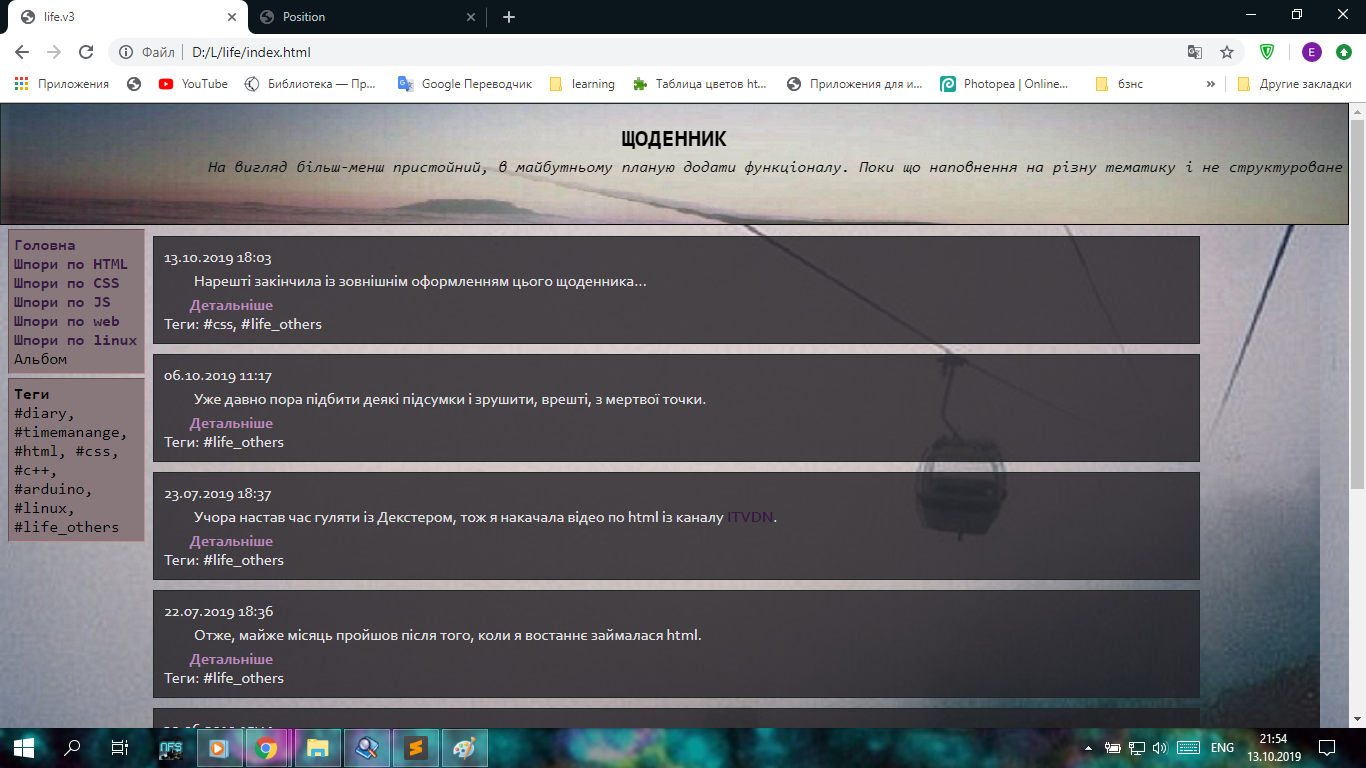 life.v3
Position
Файл
D:/L/life/index.html
E
Приложения
YouTube
Библиотека — Пр...
Google Переводчик
learning
Таблица цветов ht...
Приложения для и...
Photopea | Online...
бзнс
»
Другие закладки
ЩОДЕННИК
На вигляд більш-менш пристойний, в майбутньому планую додати функціоналу. Поки що наповнення на різну тематику і не структуроване
Головна
Шпори по HTML
Шпори по CSS
Шпори по JS
Шпори по web
Шпори по linux
Альбом
Теги
#diary,
#timemanange,
#html, #css,
#c++,
#arduino,
#linux,
#life_others
13.10.2019 18:03
Нарешті закінчила із зовнішнім оформленням цього щоденника...
Детальніше
Теги: #css, #life_others
06.10.2019 11:17
Уже давно пора підбити деякі підсумки і зрушити, врешті, з мертвої точки.
Детальніше
Теги: #life_others
23.07.2019 18:37
Учора настав час гуляти із Декстером, тож я накачала відео по html із каналу ITVDN.
Детальніше
Теги: #life_others
22.07.2019 18:36
Отже, майже місяць пройшов після того, коли я востаннє займалася html.
Детальніше
Теги: #life_others
NFS
ENG
21:54
13.10.2019